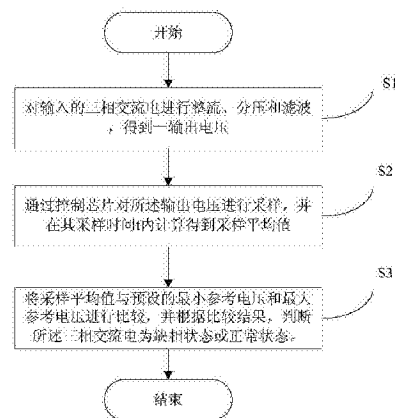 开始
S1
对输入的三相交流电进行整流、分压和滤波
，得到一输出电压
S2
通过控制芯片对所述输出电压进行采样，并
在其采样时间t内计算得到采样平均值
S3
将采样平均值与预设的最小参考电压和最大
参考电压进行比较，并根据比较结果，判断
所述三相交流电为缺相状态或正常状态。
结束